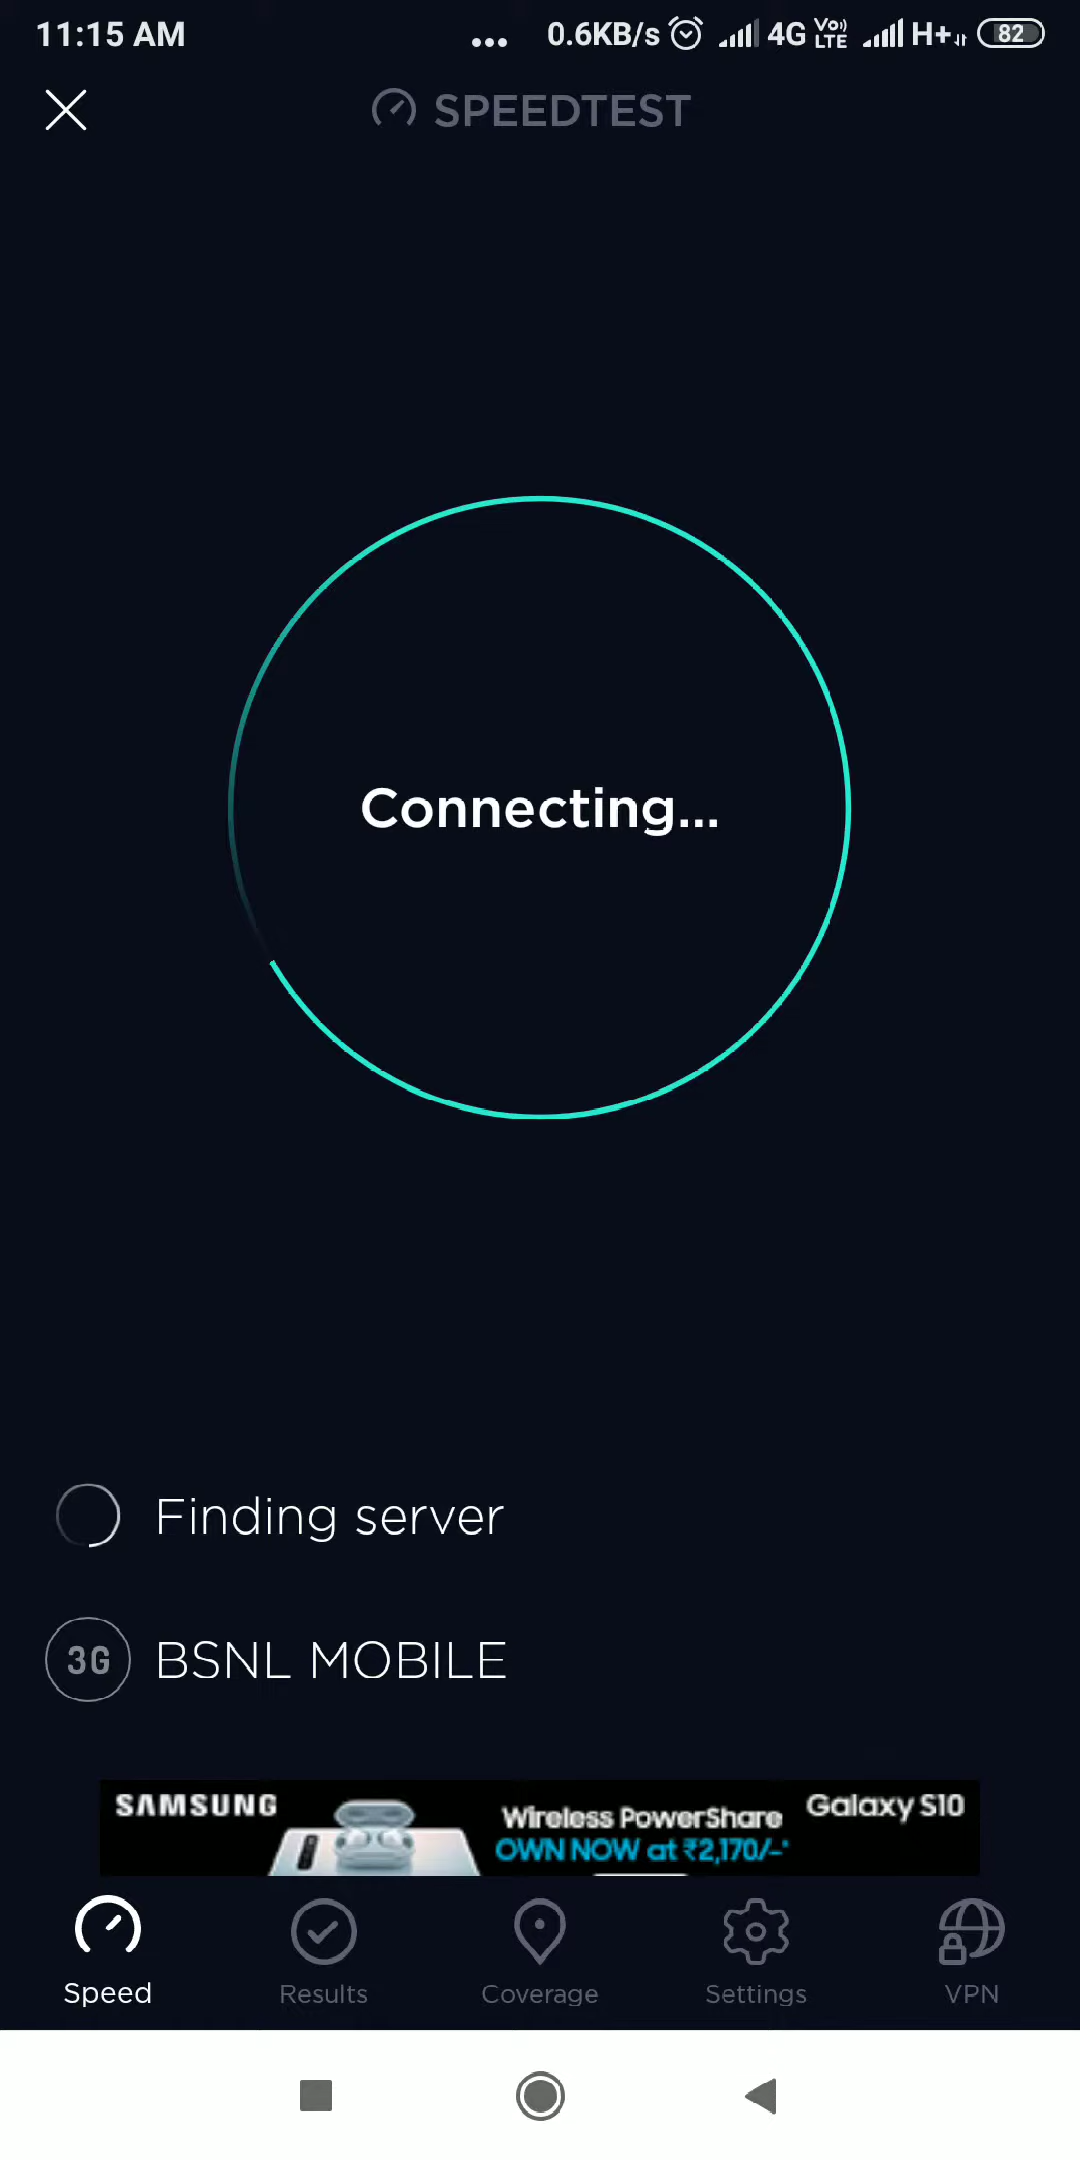 11:15 AM ... 0.6KB/s 4G VoLTE H+ 82
SPEEDTEST
Connecting...
Finding server
3G BSNL MOBILE
SAMSUNG Wireless PowerShare Galaxy S10
OWN NOW at ₹2,170/-*
Speed Results Coverage Settings VPN